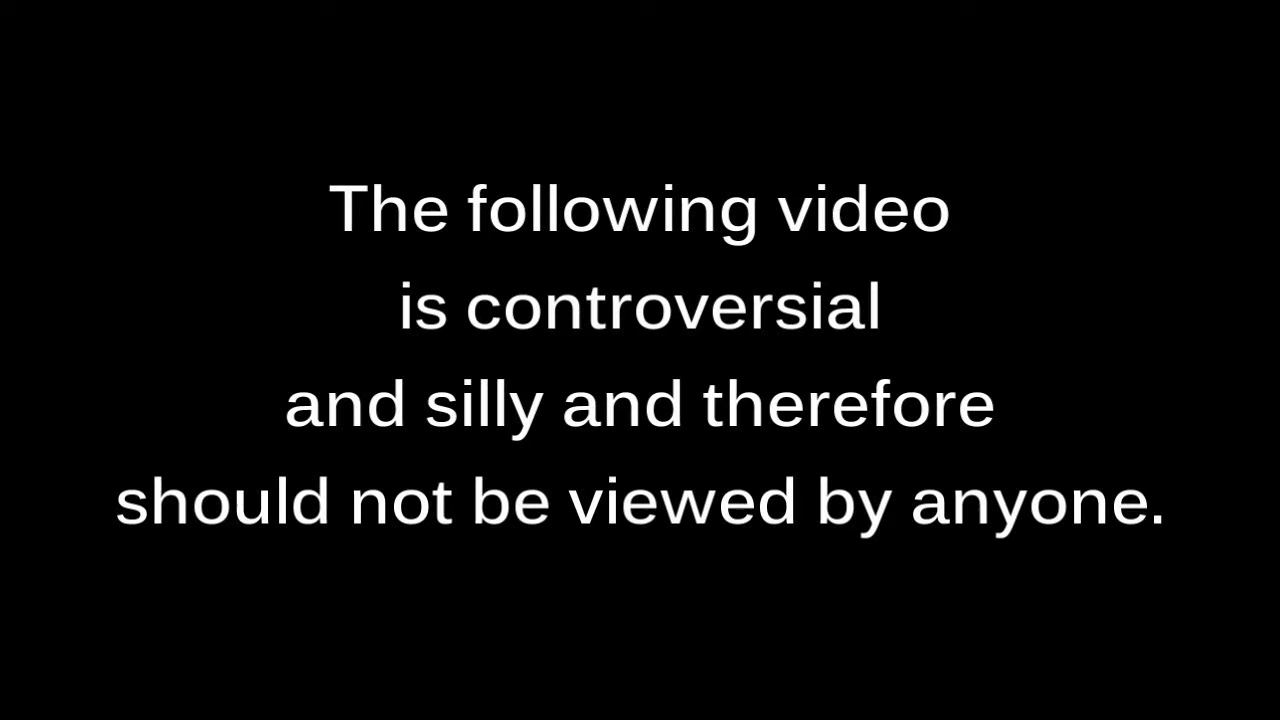 The following video
is controversial
and silly and therefore
should not be viewed by anyone.